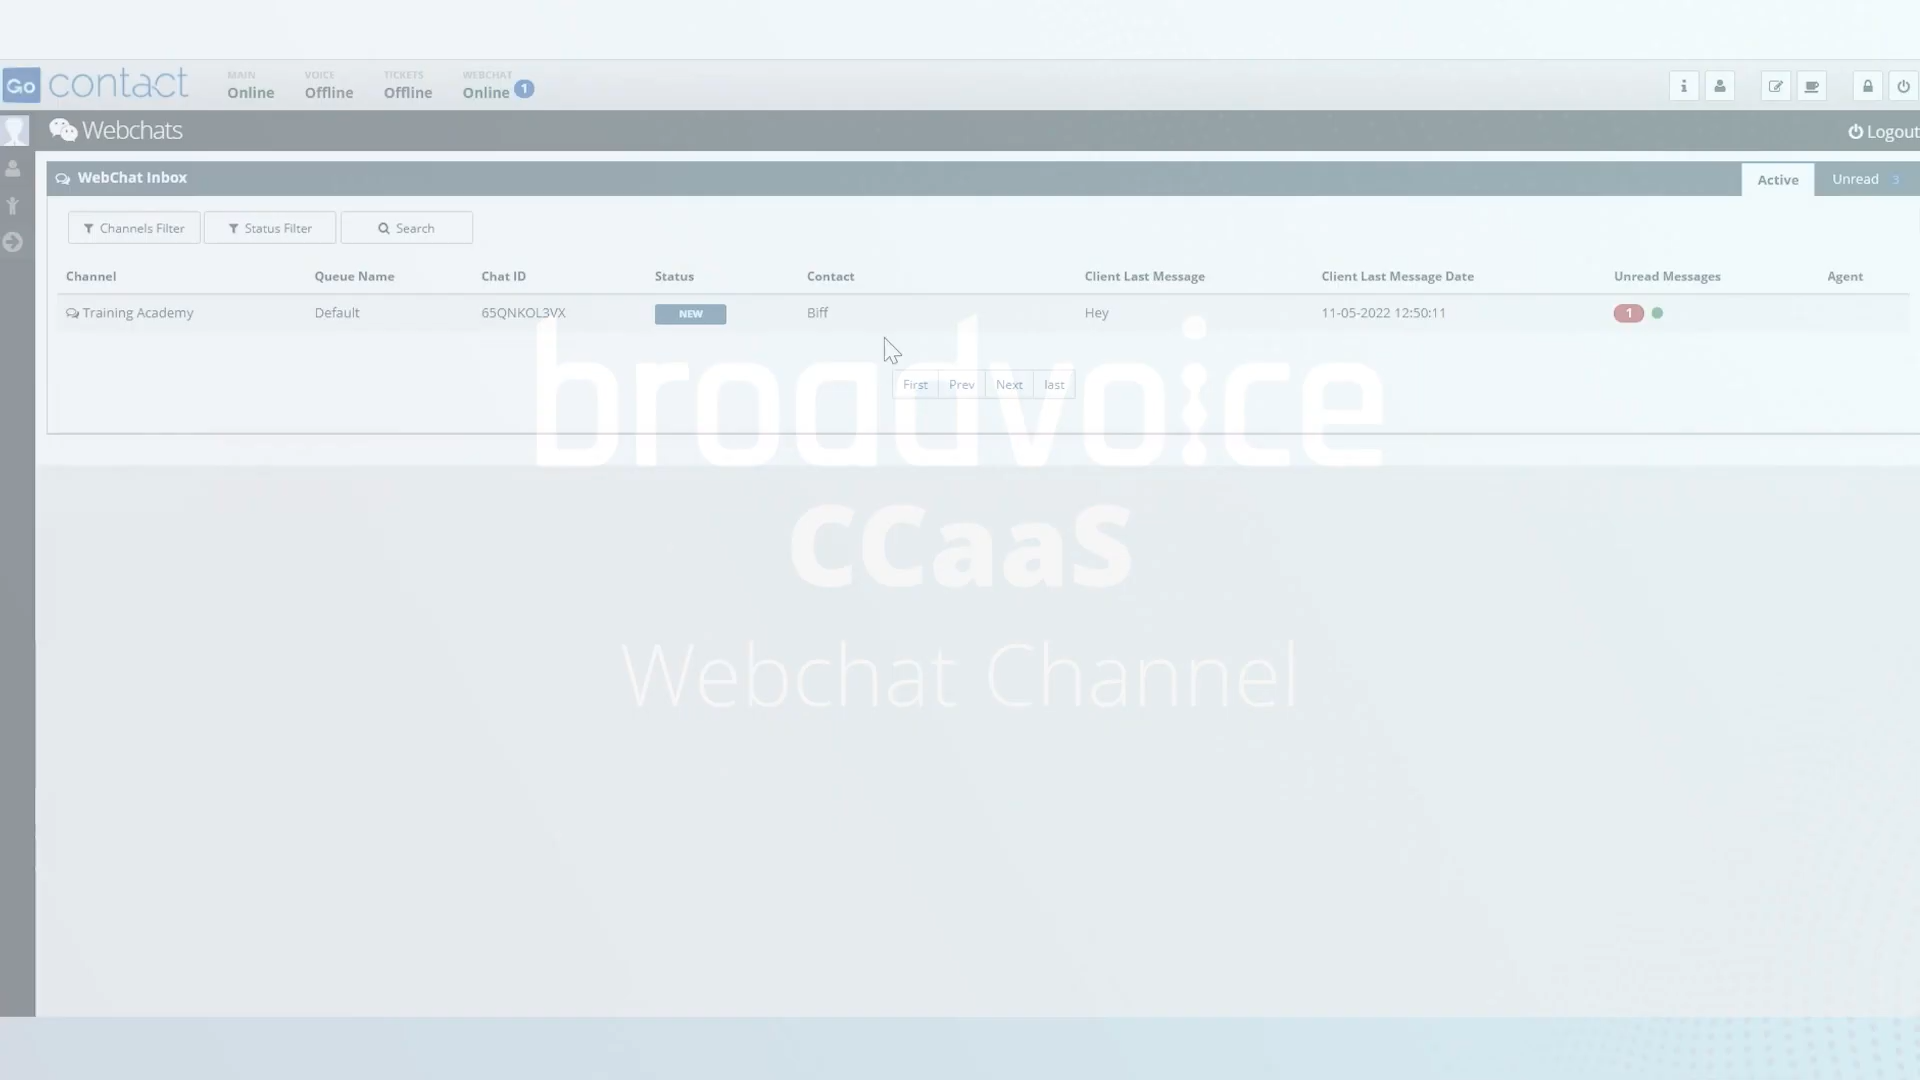 Go contact
MAIN VOICE TICKETS WEBCHAT
Online Offline Offline Online 1
Webchats
Logout
WebChat Inbox
Active Unread 3
Channels Filter Status Filter Search
Channel Queue Name Chat ID Status Contact Client Last Message Client Last Message Date Unread Messages Agent
Training Academy Default 65QNKOL3VX NEW Biff Hey 11-05-2022 12:50:11 1
First Prev Next last
broadvoice
CCaaS
Webchat Channel